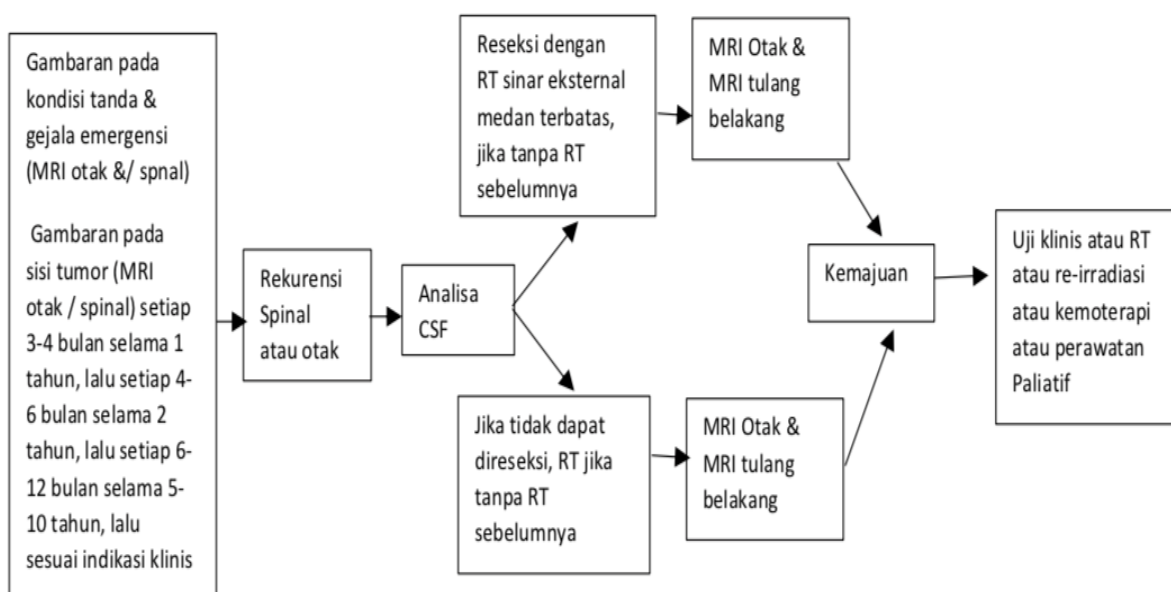 Gambaran pada
kondisi tanda &
gejala emergensi
(MRI otak &/ spnal)
Gambaran pada
sisi tumor (MRI
otak / spinal) setiap
3-4 bulan selama 1
tahun, lalu setiap 4-
6 bulan selama 2
tahun, lalu setiap 6-
12 bulan selama 5-
10 tahun, lalu
sesuai indikasi klinis
Rekurensi
Spinal
atau otak
Analisa
CSF
Reseksi dengan
RT sinar eksternal
medan terbatas,
jika tanpa RT
sebelumnya
MRI Otak &
MRI tulang
belakang
Jika tidak dapat
direseksi, RT jika
tanpa RT
sebelumnya
MRI Otak &
MRI tulang
belakang
Kemajuan
Uji klinis atau RT
atau re-irradiasi
atau kemoterapi
atau perawatan
Paliatif